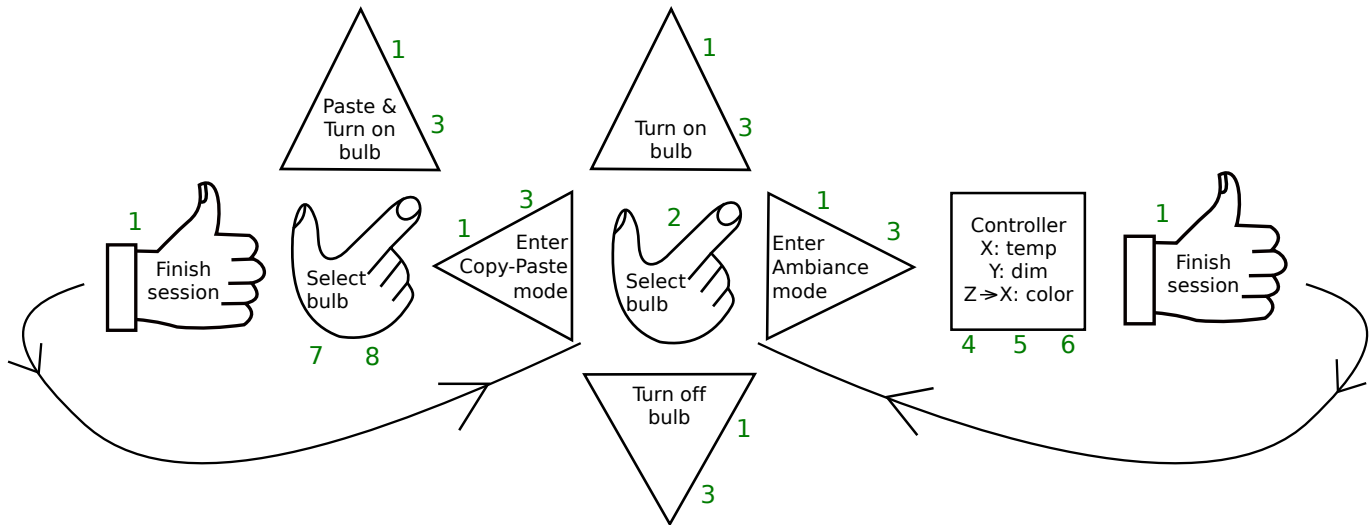 1
3
Paste &
Turn on
bulb
1
3
Turn on
bulb
1
Finish
session
Select
bulb
7 8
1 3
Enter
Copy-Paste
mode
2
Select
bulb
1 3
Enter
Ambiance
mode
Controller
X: temp
Y: dim
Z➔X: color
4 5 6
1
Finish
session
Turn off
bulb
1
3